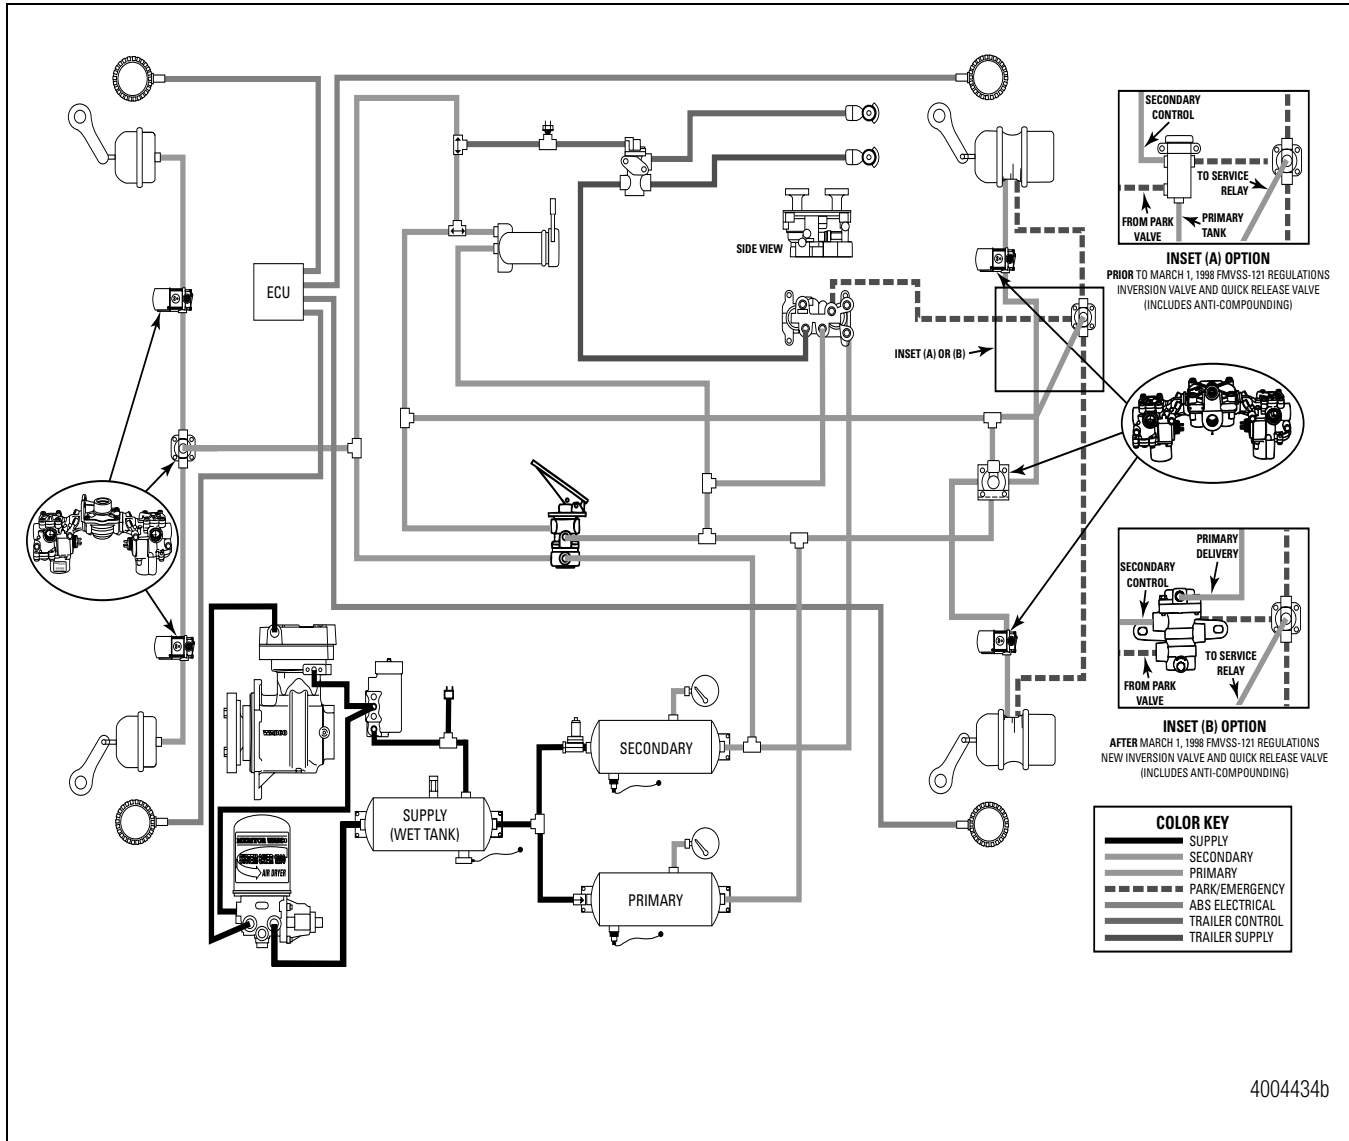 SECONDARY
CONTROL
TO SERVICE
RELAY
FROM PARK
VALVE
PRIMARY
TANK
INSET (A) OPTION
PRIOR TO MARCH 1, 1998 FMVSS-121 REGULATIONS
INVERSION VALVE AND QUICK RELEASE VALVE
(INCLUDES ANTI-COMPOUNDING)
SIDE VIEW
ECU
INSET (A) OR (B)
PRIMARY
DELIVERY
SECONDARY
CONTROL
TO SERVICE
RELAY
FROM PARK
VALVE
INSET (B) OPTION
AFTER MARCH 1, 1998 FMVSS-121 REGULATIONS
NEW INVERSION VALVE AND QUICK RELEASE VALVE
(INCLUDES ANTI-COMPOUNDING)
WABCO
SECONDARY
SUPPLY
(WET TANK)
AIR DRYER
PRIMARY
COLOR KEY
SUPPLY
SECONDARY
PRIMARY
PARK/EMERGENCY
ABS ELECTRICAL
TRAILER CONTROL
TRAILER SUPPLY
4004434b